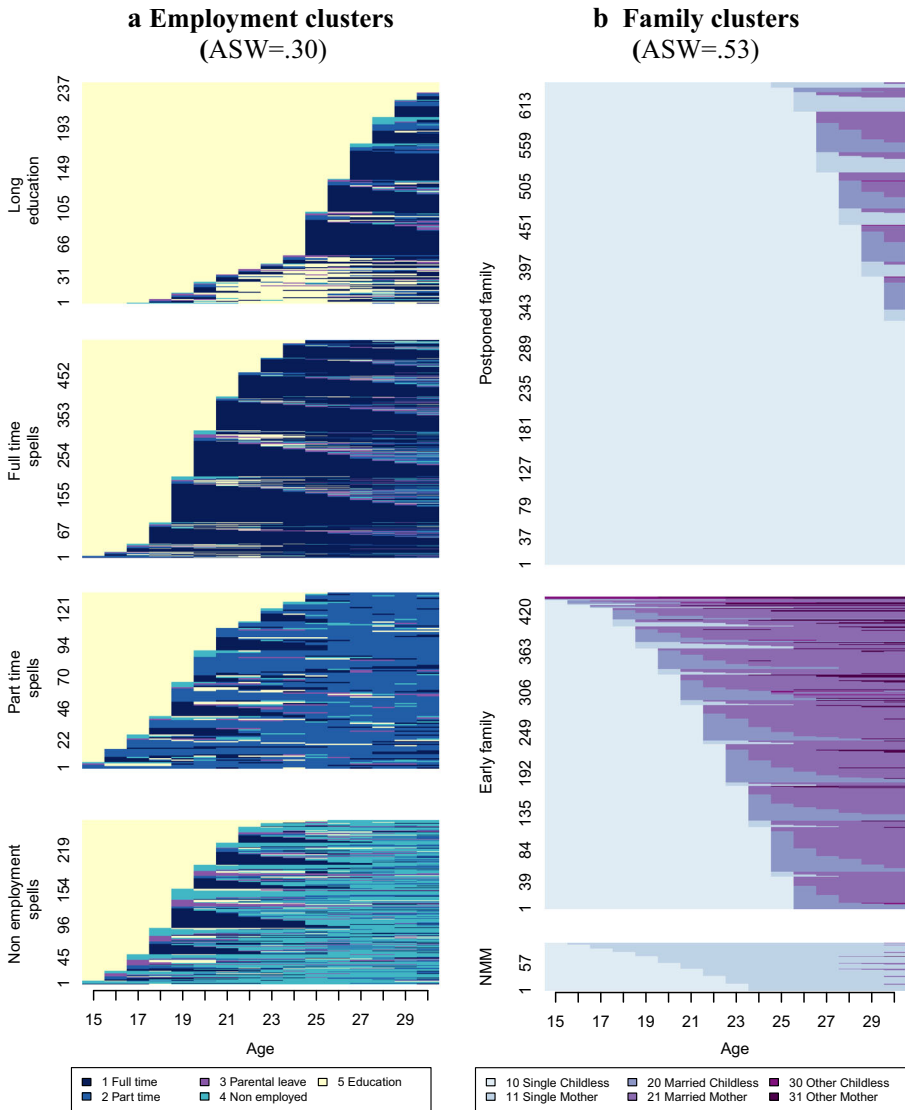 a Employment clusters
(ASW=.30)
237
193
149
105
66
31
1
Long
education
452
353
254
155
67
1
Full time
spells
121
94
70
46
22
1
Part time
spells
219
154
96
45
1
Non employment
spells
15 17 19 21 23 25 27 29
Age
1 Full time
2 Part time
3 Parental leave
4 Non employed
5 Education
b Family clusters
(ASW=.53)
613
559
505
451
397
343
289
235
181
127
79
37
1
Postponed family
420
363
306
249
192
135
84
39
1
Early family
57
1
NMM
15 17 19 21 23 25 27 29
Age
10 Single Childless
11 Single Mother
20 Married Childless
21 Married Mother
30 Other Childless
31 Other Mother